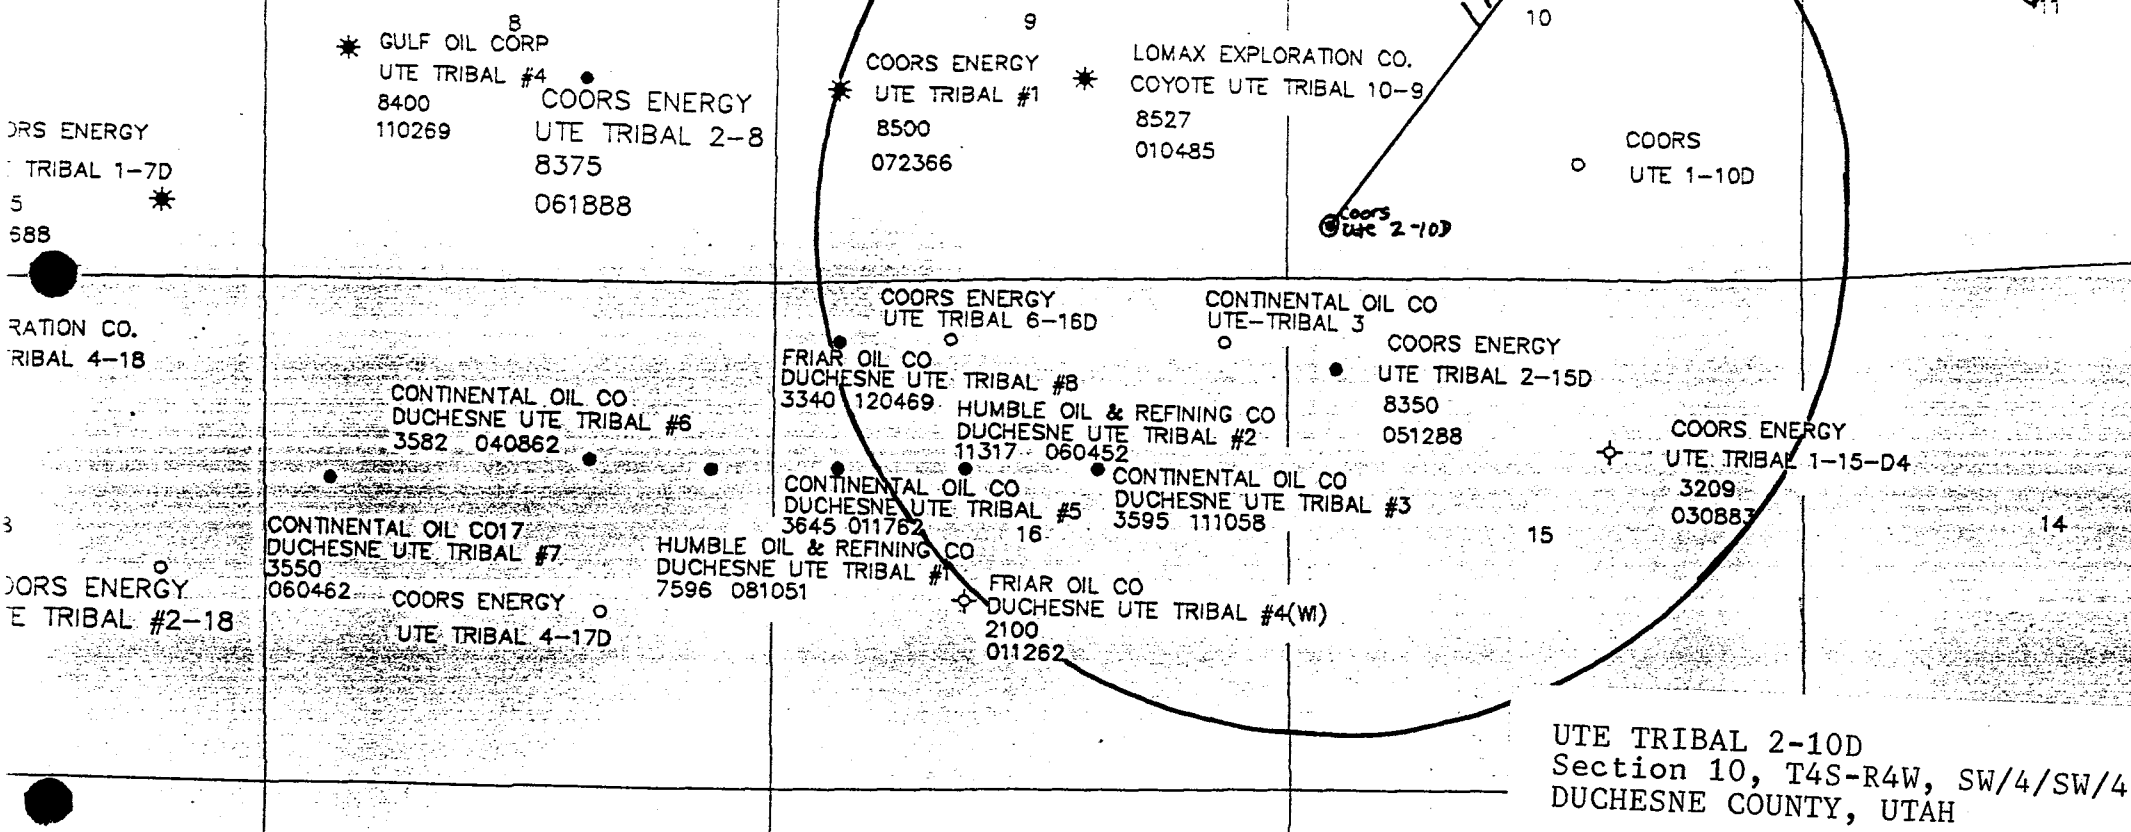 8
9
10
11
GULF OIL CORP
UTE TRIBAL #4
8400
110269
COORS ENERGY
UTE TRIBAL 2-8
8375
061888
ORS ENERGY
TRIBAL 1-7D
5
688
COORS ENERGY
UTE TRIBAL #1
8500
072366
LOMAX EXPLORATION CO.
COYOTE UTE TRIBAL 10-9
8527
010485
COORS
UTE 1-10D
Coors
Ute 2-10D
RATION CO.
RIBAL 4-18
COORS ENERGY
UTE TRIBAL 6-16D
CONTINENTAL OIL CO
UTE-TRIBAL 3
COORS ENERGY
UTE TRIBAL 2-15D
8350
051288
FRIAR OIL CO
DUCHESNE UTE TRIBAL #8
3340 120469
CONTINENTAL OIL CO
DUCHESNE UTE TRIBAL #6
3582 040862
HUMBLE OIL & REFINING CO
DUCHESNE UTE TRIBAL #2
11317 060452
COORS ENERGY
UTE TRIBAL 1-15-D4
3209
030883
CONTINENTAL OIL CO
DUCHESNE UTE TRIBAL #5
3645 011762
CONTINENTAL OIL CO
DUCHESNE UTE TRIBAL #3
3595 111058
16
15
14
CONTINENTAL OIL CO17
DUCHESNE UTE TRIBAL #7
3550
060462
HUMBLE OIL & REFINING CO
DUCHESNE UTE TRIBAL #1
7596 081051
OORS ENERGY
E TRIBAL #2-18
COORS ENERGY
UTE TRIBAL 4-17D
FRIAR OIL CO
DUCHESNE UTE TRIBAL #4(WI)
2100
011262
UTE TRIBAL 2-10D
Section 10, T4S-R4W, SW/4/SW/4
DUCHESNE COUNTY, UTAH